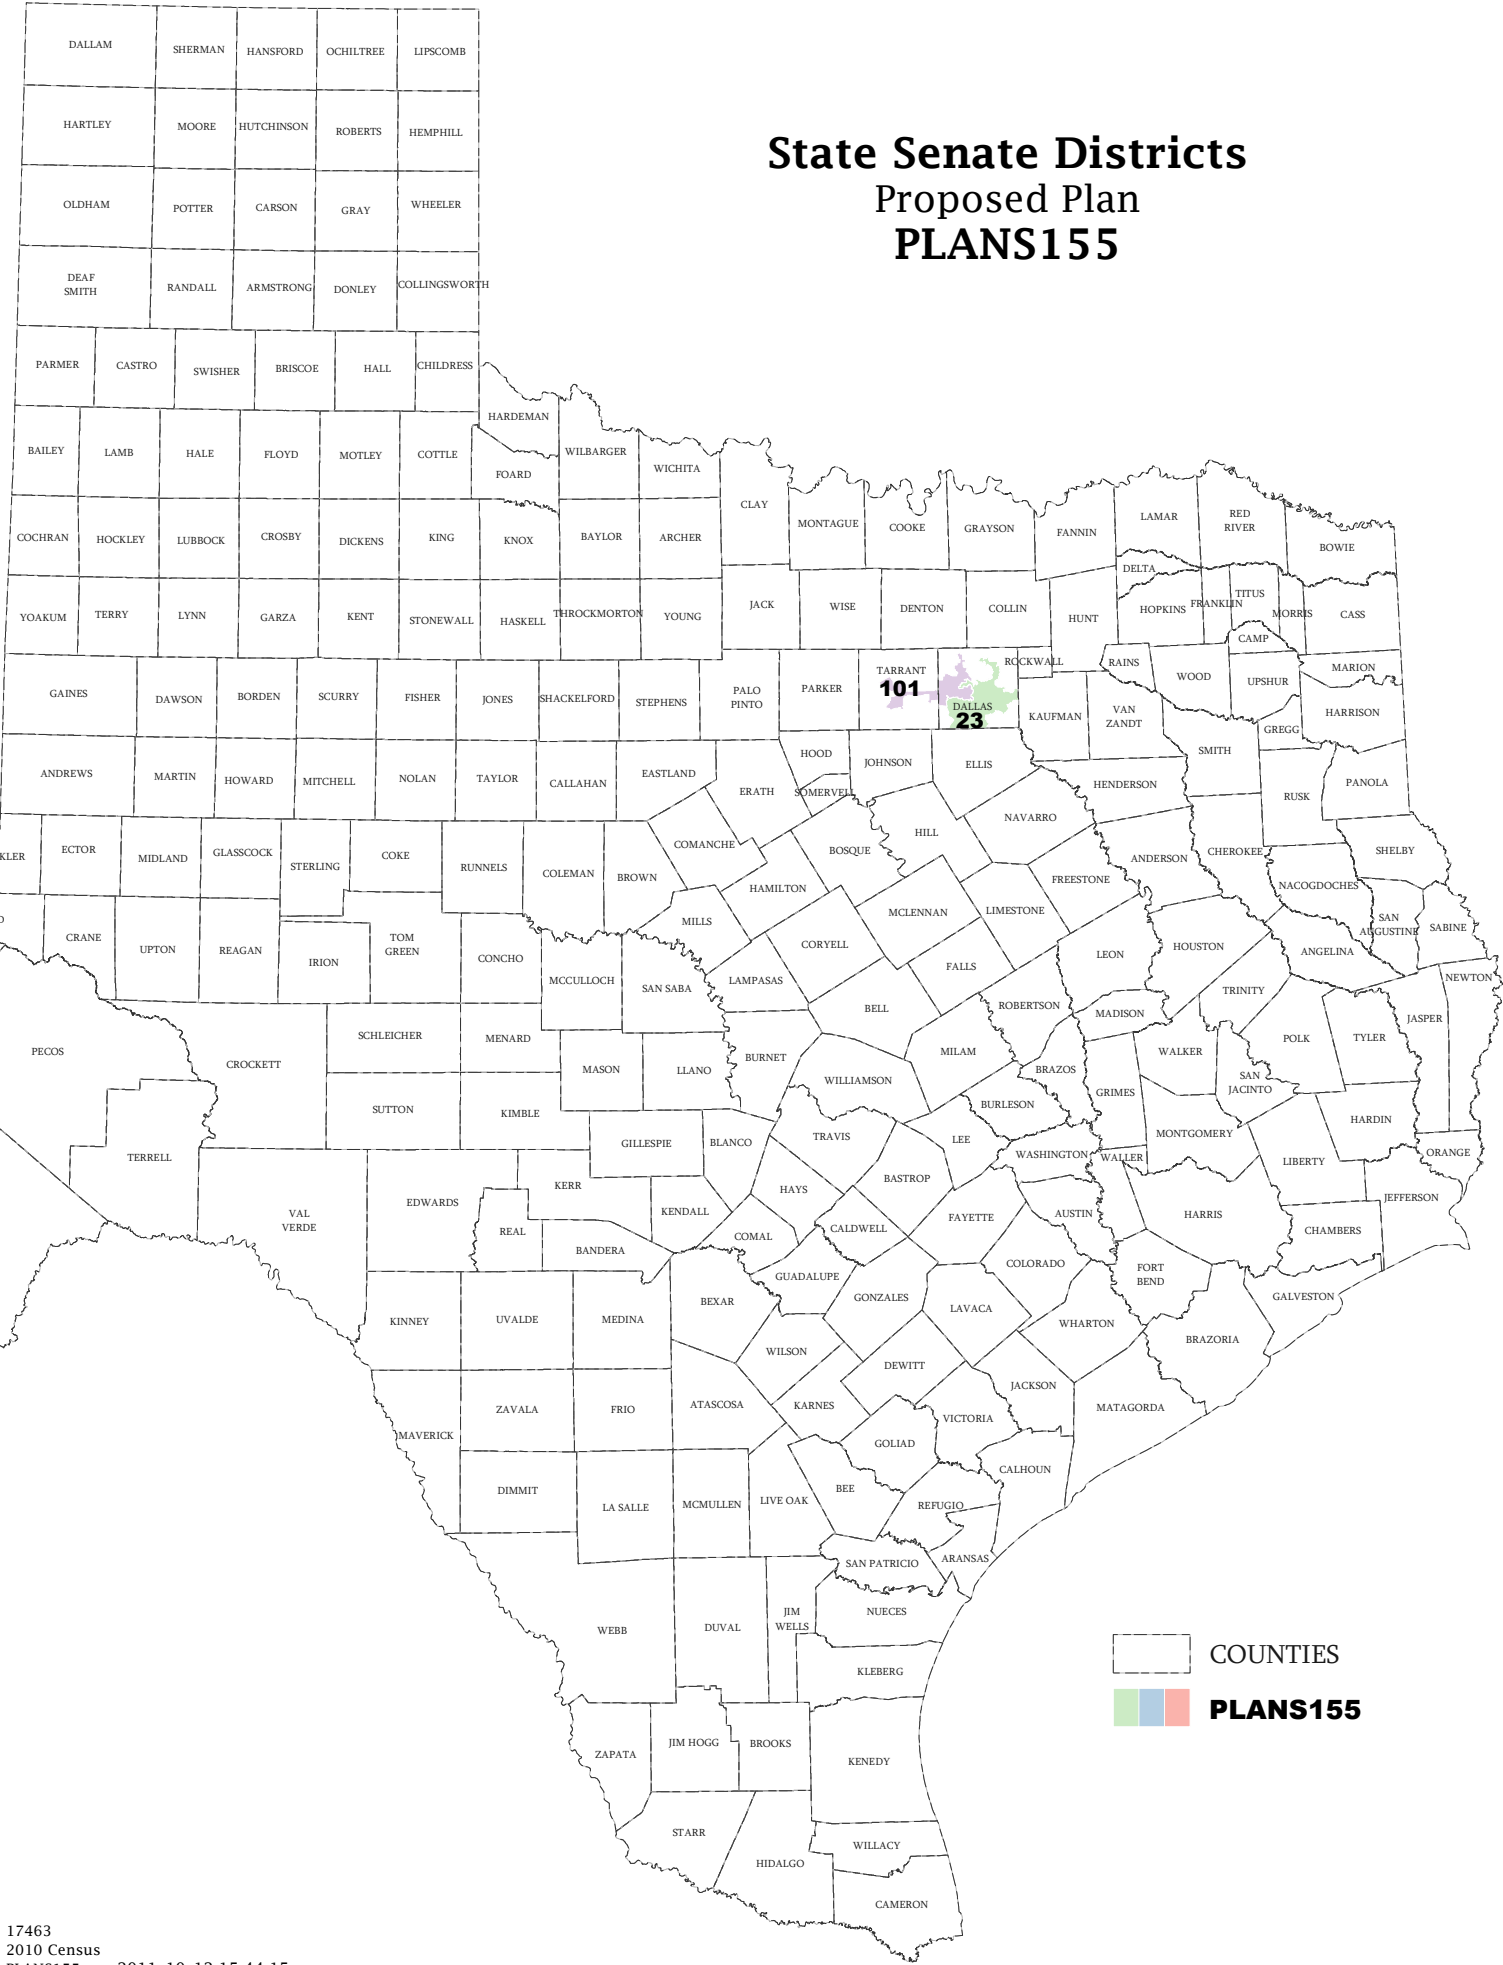 State Senate Districts
Proposed Plan
PLANS155
DALLAM
SHERMAN
HANSFORD
OCHILTREE
LIPSCOMB
HARTLEY
MOORE
HUTCHINSON
ROBERTS
HEMPHILL
OLDHAM
POTTER
CARSON
GRAY
WHEELER
DEAF
SMITH
RANDALL
ARMSTRONG
DONLEY
COLLINGSWORTH
PARMER
CASTRO
SWISHER
BRISCOE
HALL
CHILDRESS
HARDEMAN
BAILEY
LAMB
HALE
FLOYD
MOTLEY
COTTLE
FOARD
WILBARGER
WICHITA
CLAY
MONTAGUE
COOKE
GRAYSON
FANNIN
LAMAR
RED
RIVER
BOWIE
COCHRAN
HOCKLEY
LUBBOCK
CROSBY
DICKENS
KING
KNOX
BAYLOR
ARCHER
DELTA
YOAKUM
TERRY
LYNN
GARZA
KENT
STONEWALL
HASKELL
THROCKMORTON
YOUNG
JACK
WISE
DENTON
COLLIN
HUNT
HOPKINS
FRANKLIN
TITUS
MORRIS
CASS
CAMP
GAINES
DAWSON
BORDEN
SCURRY
FISHER
JONES
SHACKELFORD
STEPHENS
PALO
PINTO
PARKER
TARRANT
101
DALLAS
23
ROCKWALL
RAINS
WOOD
UPSHUR
MARION
KAUFMAN
VAN
ZANDT
GREGG
HARRISON
SMITH
ANDREWS
MARTIN
HOWARD
MITCHELL
NOLAN
TAYLOR
CALLAHAN
EASTLAND
ERATH
HOOD
SOMERVELL
JOHNSON
ELLIS
HENDERSON
RUSK
PANOLA
KLER
ECTOR
MIDLAND
GLASSCOCK
STERLING
COKE
RUNNELS
COLEMAN
BROWN
COMANCHE
BOSQUE
HILL
NAVARRO
ANDERSON
CHEROKEE
SHELBY
HAMILTON
FREESTONE
NACOGDOCHES
D
CRANE
UPTON
REAGAN
IRION
TOM
GREEN
CONCHO
MCCULLOCH
SAN SABA
MILLS
LAMPASAS
CORYELL
MCLENNAN
LIMESTONE
FALLS
LEON
HOUSTON
ANGELINA
SAN
AUGUSTINE
SABINE
NEWTON
TRINITY
JASPER
BELL
ROBERTSON
MADISON
PECOS
CROCKETT
SCHLEICHER
MENARD
MASON
LLANO
BURNET
WILLIAMSON
MILAM
BRAZOS
GRIMES
WALKER
SAN
JACINTO
POLK
TYLER
SUTTON
KIMBLE
BURLESON
MONTGOMERY
HARDIN
TERRELL
GILLESPIE
BLANCO
TRAVIS
LEE
WASHINGTON
WALLER
LIBERTY
ORANGE
VAL
VERDE
EDWARDS
KERR
REAL
KENDALL
HAYS
BASTROP
FAYETTE
AUSTIN
HARRIS
JEFFERSON
CHAMBERS
BANDERA
COMAL
CALDWELL
COLORADO
FORT
BEND
GALVESTON
KINNEY
UVALDE
MEDINA
BEXAR
GUADALUPE
GONZALES
LAVACA
WHARTON
BRAZORIA
WILSON
DEWITT
JACKSON
MATAGORDA
MAVERICK
ZAVALA
FRIO
ATASCOSA
KARNES
VICTORIA
GOLIAD
CALHOUN
DIMMIT
LA SALLE
MCMULLEN
LIVE OAK
BEE
REFUGIO
ARANSAS
SAN PATRICIO
WEBB
DUVAL
JIM
WELLS
NUECES
KLEBERG
ZAPATA
JIM HOGG
BROOKS
KENEDY
STARR
HIDALGO
WILLACY
CAMERON
COUNTIES
PLANS155
17463
2010 Census